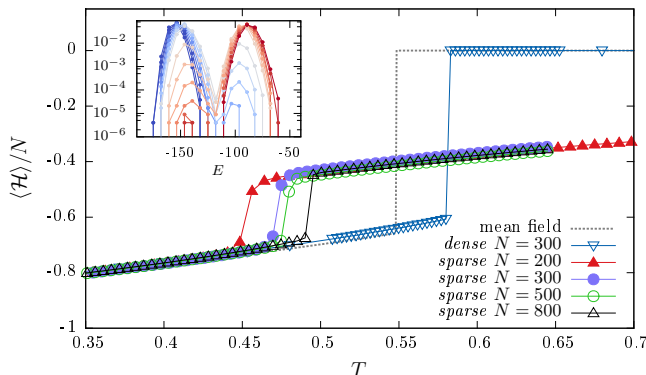 10⁻²
10⁻³
10⁻⁴
10⁻⁵
10⁻⁶
-150 -100 -50
E
0
-0.2
-0.4
-0.6
-0.8
-1
⟨ℋ⟩/N
mean field
dense N = 300
sparse N = 200
sparse N = 300
sparse N = 500
sparse N = 800
0.35 0.4 0.45 0.5 0.55 0.6 0.65 0.7
T